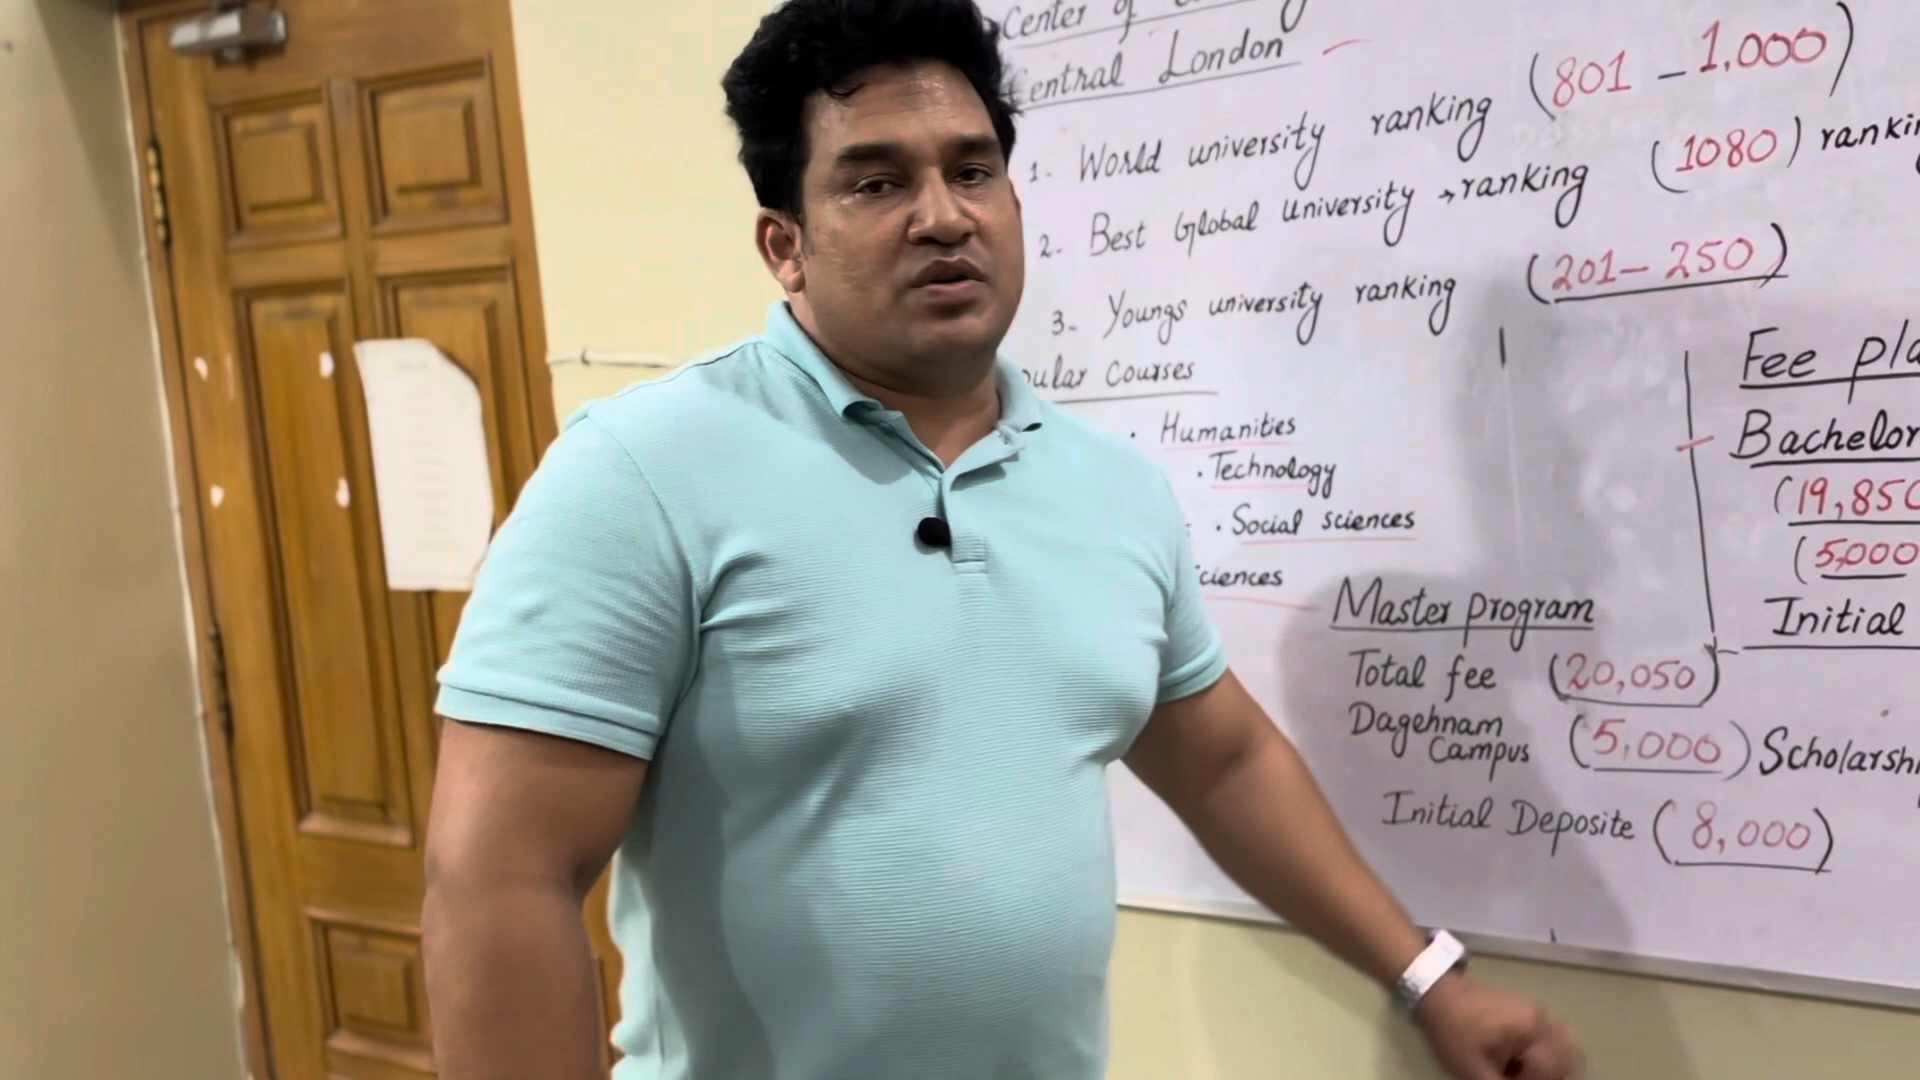 Center of
Central London
1. World university ranking (801 - 1,000)
2. Best Global university → ranking (1080) rankin
3. Youngs university ranking (201 - 250)
pular Courses
· Humanities
· Technology
· Social sciences
ciences
Fee pla
Bachelor
(19,850
(5,000
Initial
Master program
Total fee (20,050)
Dagehnam Campus (5,000) Scholarshi
Initial Deposite (8,000)